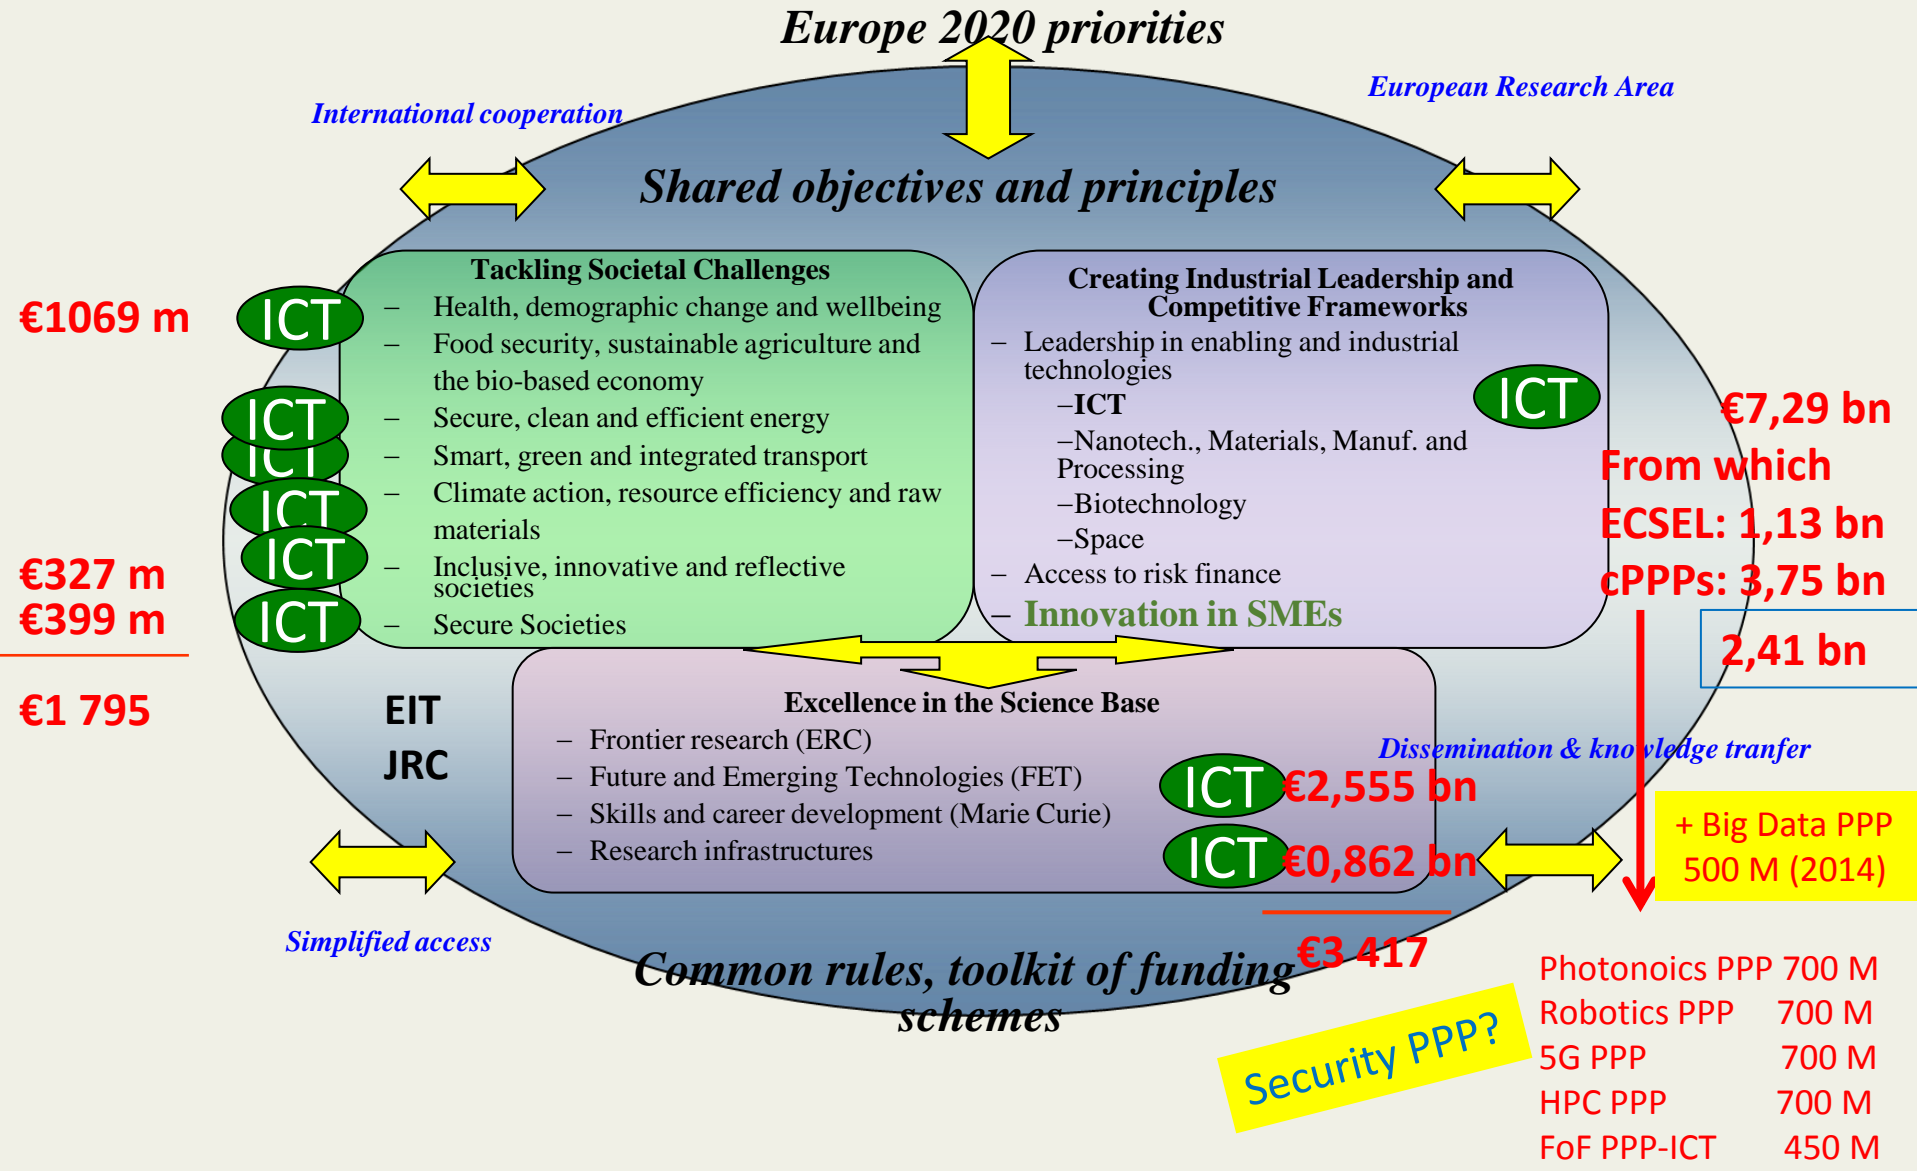 Europe 2020 priorities
International cooperation
European Research Area
Shared objectives and principles
Tackling Societal Challenges
– Health, demographic change and wellbeing
– Food security, sustainable agriculture and
the bio-based economy
– Secure, clean and efficient energy
– Smart, green and integrated transport
– Climate action, resource efficiency and raw
materials
– Inclusive, innovative and reflective
societies
– Secure Societies
€1069 m
ICT
ICT
ICT
ICT
ICT
ICT
€327 m
€399 m
€1 795
Creating Industrial Leadership and
Competitive Frameworks
– Leadership in enabling and industrial
technologies
–ICT
–Nanotech., Materials, Manuf. and
Processing
–Biotechnology
–Space
– Access to risk finance
– Innovation in SMEs
ICT
€7,29 bn
From which
ECSEL: 1,13 bn
cPPPs: 3,75 bn
2,41 bn
EIT
JRC
Excellence in the Science Base
– Frontier research (ERC)
– Future and Emerging Technologies (FET)
– Skills and career development (Marie Curie)
– Research infrastructures
ICT €2,555 bn
ICT €0,862 bn
€3 417
Dissemination & knowledge tranfer
+ Big Data PPP
500 M (2014)
Simplified access
Common rules, toolkit of funding
schemes
Security PPP?
Photonoics PPP 700 M
Robotics PPP 700 M
5G PPP 700 M
HPC PPP 700 M
FoF PPP-ICT 450 M